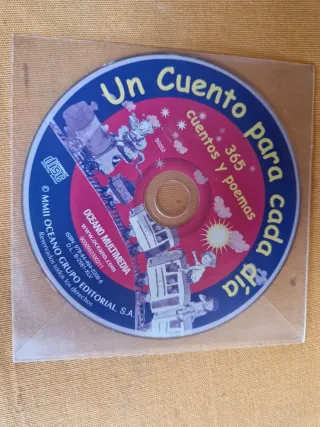 Un Cuento para cada día
365
cuentos y poemas
OCEANO MULTIMEDIA
www.oceano.com
© MMII OCEANO GRUPO EDITORIAL, S.A.
Reservados todos los derechos